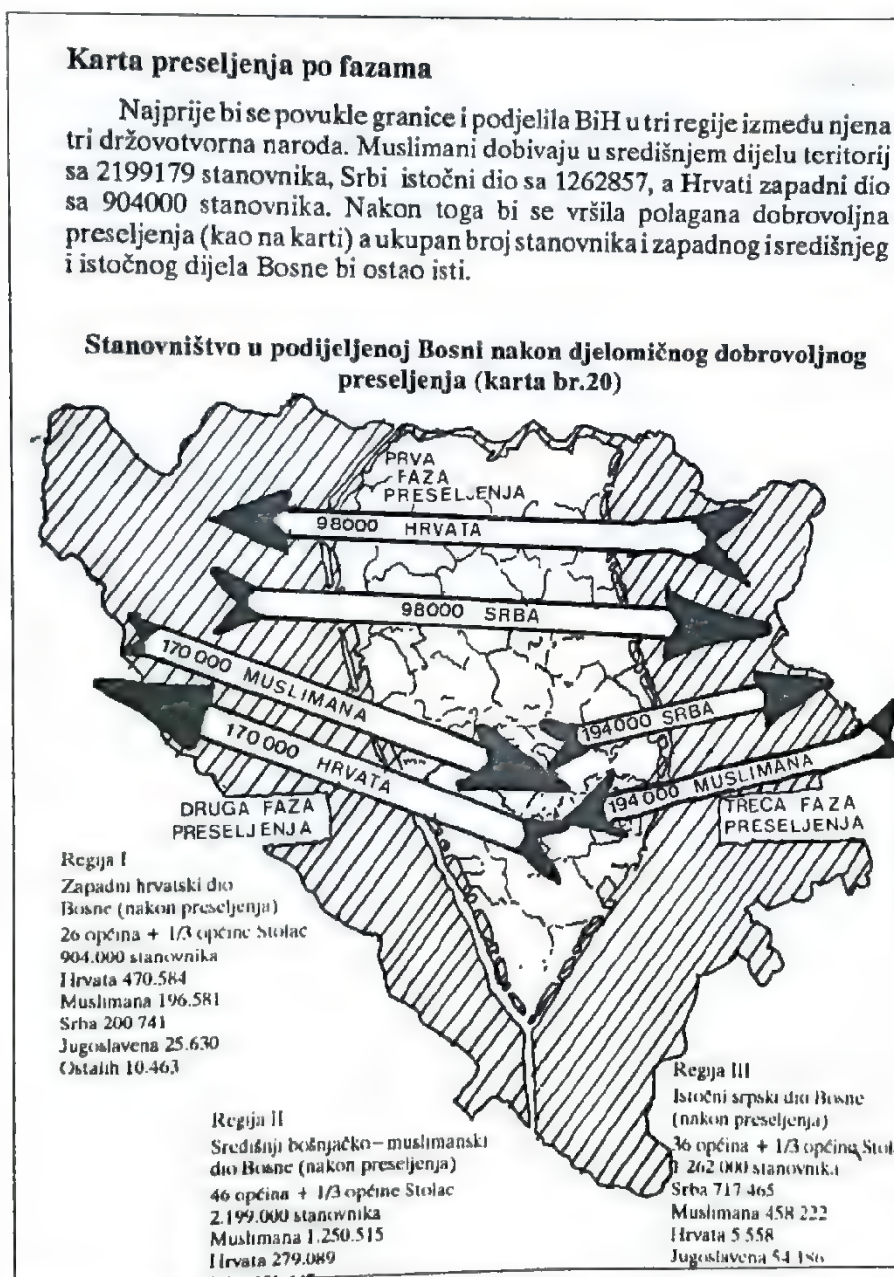 Karta preseljenja po fazama
Najprije bi se povukle granice i podjelila BiH u tri regije između njena
tri držovotvorna naroda. Muslimani dobivaju u središnjem dijelu teritorij
sa 2199179 stanovnika, Srbi istočni dio sa 1262857, a Hrvati zapadni dio
sa 904000 stanovnika. Nakon toga bi se vršila polagana dobrovoljna
preseljenja (kao na karti) a ukupan broj stanovnika i zapadnog i središnjeg
i istočnog dijela Bosne bi ostao isti.
Stanovništvo u podijeljenoj Bosni nakon djelomičnog dobrovoljnog
preseljenja (karta br.20)
PRVA
FAZA
PRESELJENJA
98000 HRVATA
98000 SRBA
170 000 MUSLIMANA
194000 SRBA
170 000 HRVATA
194 000 MUSLIMANA
DRUGA FAZA
PRESELJENJA
TREĆA FAZA
PRESELJENJA
Regija I
Zapadni hrvatski dio
Bosne (nakon preseljenja)
26 općina + 1/3 općine Stolac
904.000 stanovnika
Hrvata 470.584
Muslimana 196.581
Srba 200 741
Jugoslavena 25.630
Ostalih 10.463
Regija II
Središnji bošnjačko-muslimanski
dio Bosne (nakon preseljenja)
46 općina + 1/3 općine Stolac
2.199.000 stanovnika
Muslimana 1.250.515
Hrvata 279.089
Regija III
Istočni srpski dio Bosne
(nakon preseljenja)
36 općina + 1/3 općine Stol
1 262 000 stanovnika
Srba 717 465
Muslimana 458 222
Hrvata 5 558
Jugoslavena 54 186